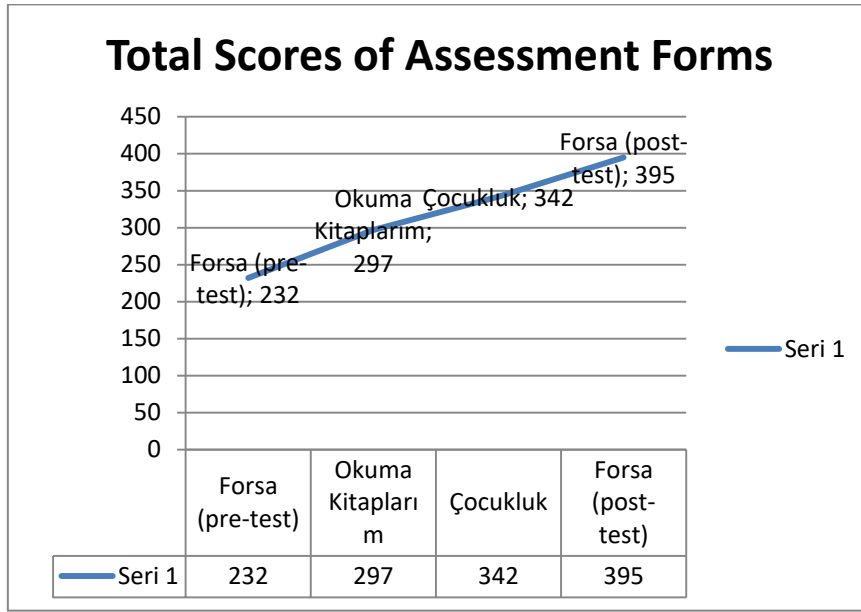 Total Scores of Assessment Forms
450
400
350
300
250
200
150
100
50
0
Forsa (pre-
test); 232
Okuma
Kitaplarım;
297
Çocukluk; 342
Forsa (post-
test); 395
Seri 1
Forsa
(pre-test)
Okuma
Kitapları
m
Çocukluk
Forsa
(post-
test)
Seri 1 232 297 342 395